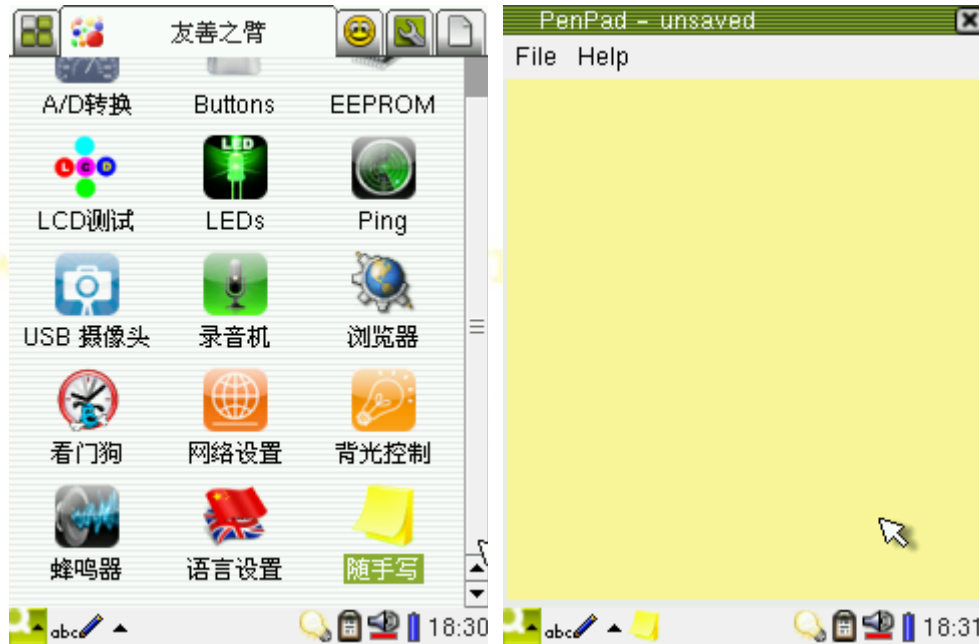 友善之臂
A/D转换 Buttons EEPROM
LCD测试 LEDs Ping
USB 摄像头 录音机 浏览器
看门狗 网络设置 背光控制
蜂鸣器 语言设置 随手写
abc 18:30
PenPad - unsaved
File Help
abc 18:3